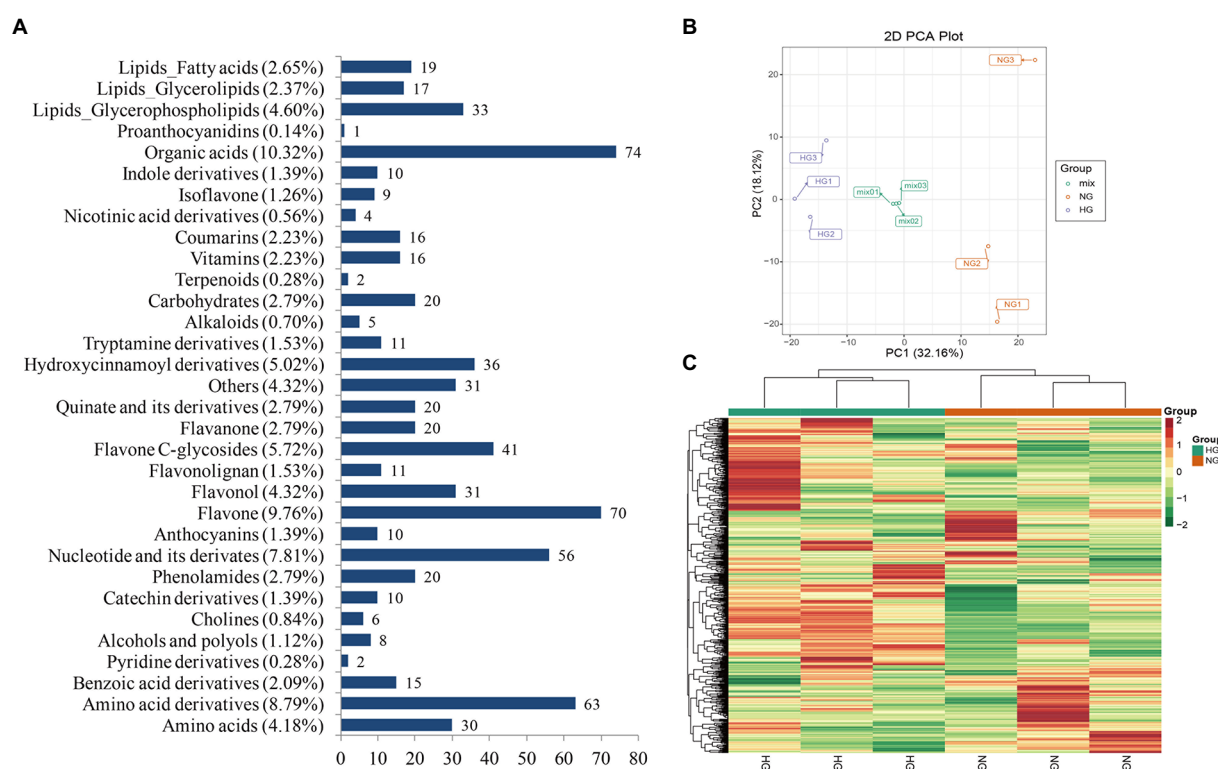 A
Lipids_Fatty acids (2.65%) 19
Lipids_Glycerolipids (2.37%) 17
Lipids_Glycerophospholipids (4.60%) 33
Proanthocyanidins (0.14%) 1
Organic acids (10.32%) 74
Indole derivatives (1.39%) 10
Isoflavone (1.26%) 9
Nicotinic acid derivatives (0.56%) 4
Coumarins (2.23%) 16
Vitamins (2.23%) 16
Terpenoids (0.28%) 2
Carbohydrates (2.79%) 20
Alkaloids (0.70%) 5
Tryptamine derivatives (1.53%) 11
Hydroxycinnamoyl derivatives (5.02%) 36
Others (4.32%) 31
Quinate and its derivatives (2.79%) 20
Flavanone (2.79%) 20
Flavone C-glycosides (5.72%) 41
Flavonolignan (1.53%) 11
Flavonol (4.32%) 31
Flavone (9.76%) 70
Anthocyanins (1.39%) 10
Nucleotide and its derivates (7.81%) 56
Phenolamides (2.79%) 20
Catechin derivatives (1.39%) 10
Cholines (0.84%) 6
Alcohols and polyols (1.12%) 8
Pyridine derivatives (0.28%) 2
Benzoic acid derivatives (2.09%) 15
Amino acid derivatives (8.79%) 63
Amino acids (4.18%) 30
0 10 20 30 40 50 60 70 80
B
2D PCA Plot
PC2 (18.12%)
20
10
0
−10
−20
NG3
HG3
HG1
HG2
mix01
mix03
mix02
NG2
NG1
−20 −10 0 10 20
PC1 (32.16%)
Group
mix
NG
HG
C
Group
2
1
0
−1
−2
Group
HG
NG
HG HG HG NG NG NG